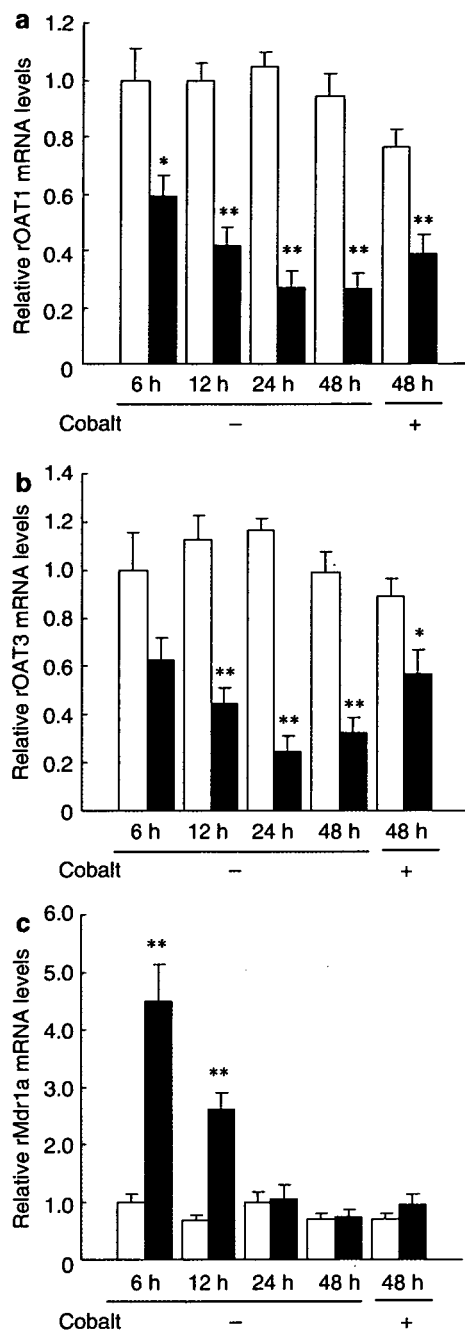 a
Relative rOAT1 mRNA levels
1.2
1.0
0.8
0.6
0.4
0.2
0
*
**
**
**
**
6 h 12 h 24 h 48 h 48 h
Cobalt − +
b
Relative rOAT3 mRNA levels
1.4
1.2
1.0
0.8
0.6
0.4
0.2
0
**
**
**
*
6 h 12 h 24 h 48 h 48 h
Cobalt − +
c
Relative rMdr1a mRNA levels
6.0
5.0
4.0
3.0
2.0
1.0
0.0
**
**
6 h 12 h 24 h 48 h 48 h
Cobalt − +